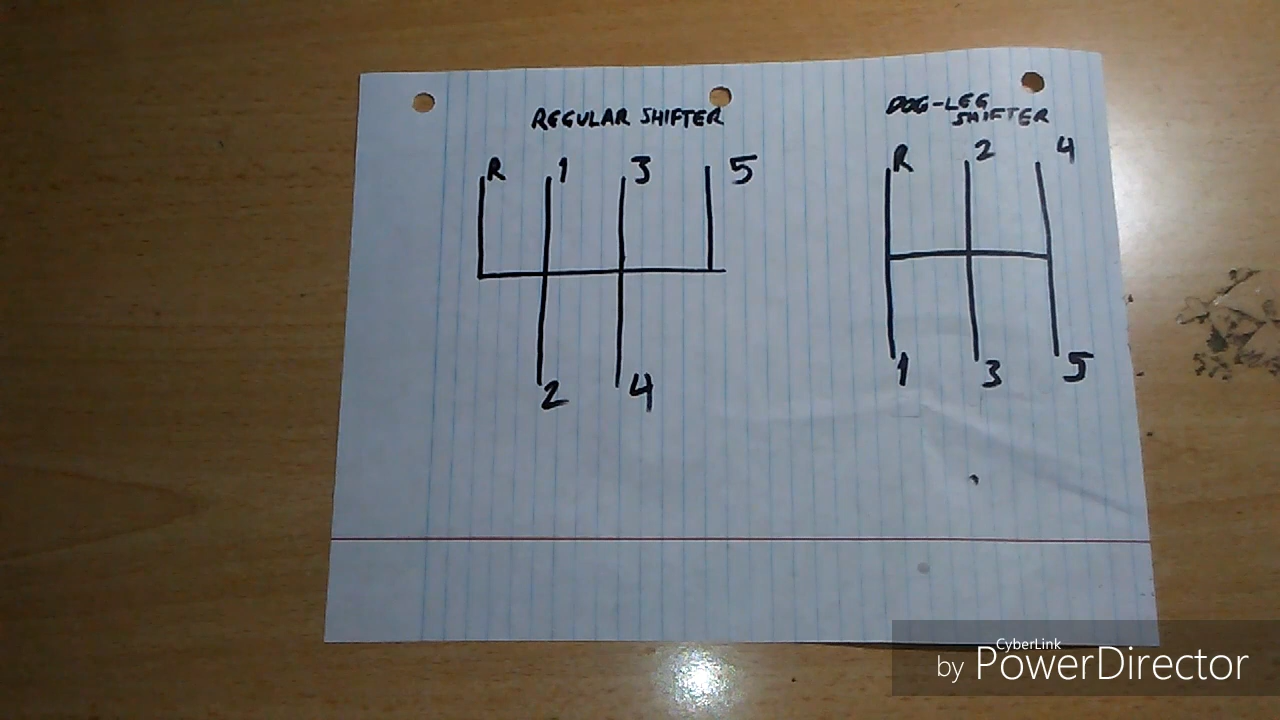 REGULAR SHIFTER
R 1 3 5
2 4
DOG-LEG
SHIFTER
R 2 4
1 3 5
CyberLink
by PowerDirector